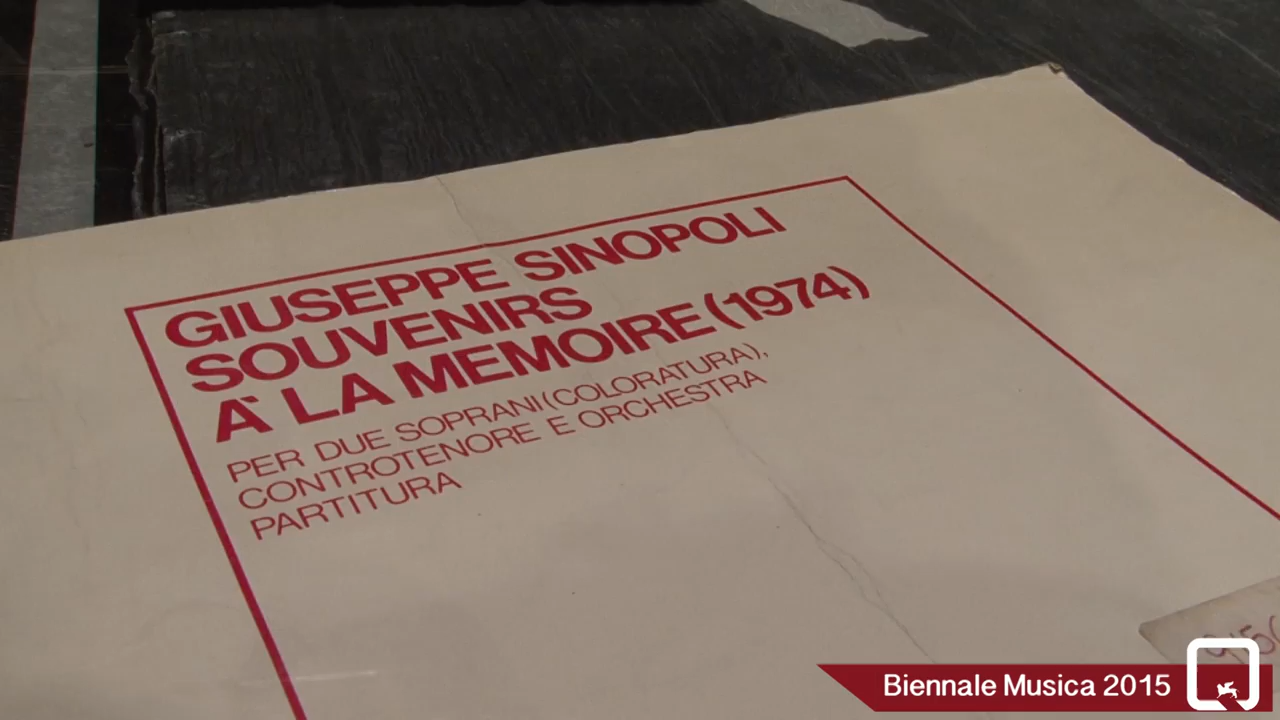 GIUSEPPE SINOPOLI
SOUVENIRS
A' LA MEMOIRE (1974)
PER DUE SOPRANI (COLORATURA),
CONTROTENORE E ORCHESTRA
PARTITURA
Biennale Musica 2015